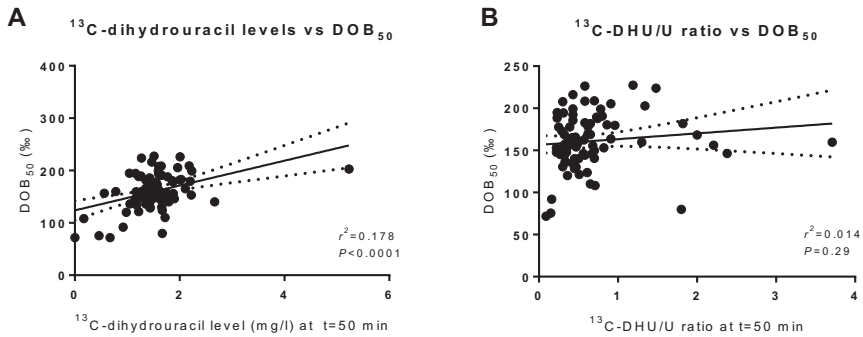 A
¹³C-dihydrouracil levels vs DOB₅₀
400
300
200
100
0
DOB₅₀ (‰)
r²=0.178
P<0.0001
0 2 4 6
¹³C-dihydrouracil level (mg/l) at t=50 min
B
¹³C-DHU/U ratio vs DOB₅₀
250
200
150
100
50
0
DOB₅₀ (‰)
r²=0.014
P=0.29
0 1 2 3 4
¹³C-DHU/U ratio at t=50 min